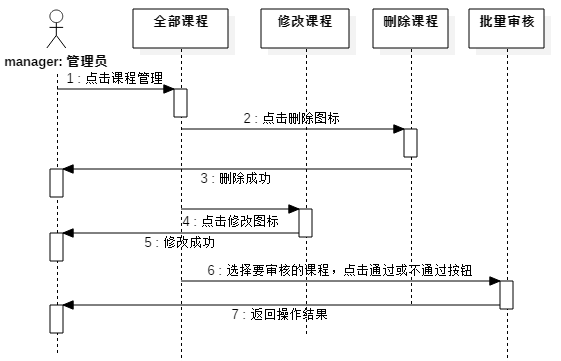 全部课程
修改课程
删除课程
批量审核
manager: 管理员
1 : 点击课程管理
2 : 点击删除图标
3 : 删除成功
4 : 点击修改图标
5 : 修改成功
6 : 选择要审核的课程，点击通过或不通过按钮
7 : 返回操作结果